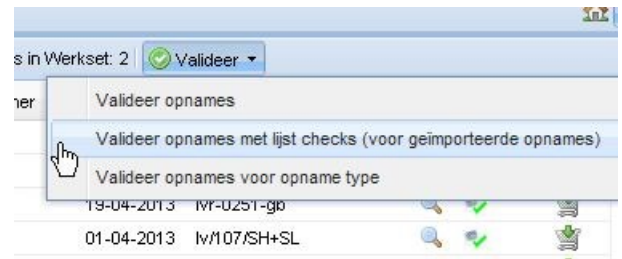 s in Werkset: 2 Valideer
ner
Valideer opnames
Valideer opnames met lijst checks (voor geïmporteerde opnames)
Valideer opnames voor opname type
19-04-2013 lvr-0251-gb
01-04-2013 lv/107/SH+SL